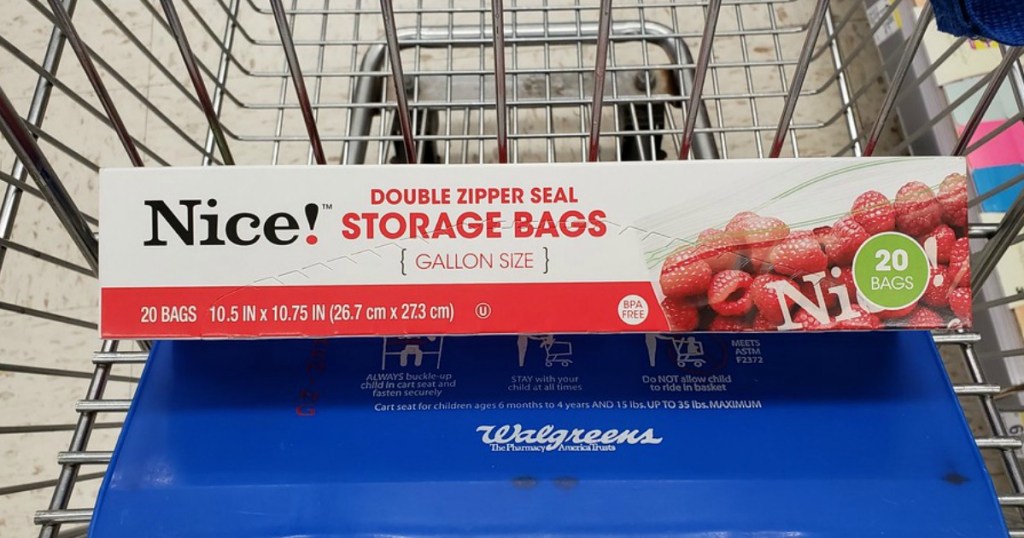 Nice!™
DOUBLE ZIPPER SEAL
STORAGE BAGS
{ GALLON SIZE }
20 BAGS 10.5 IN x 10.75 IN (26.7 cm x 27.3 cm) U
BPA
FREE
20
BAGS
Ni !
ALWAYS buckle-up
child in cart seat and
fasten securely
STAY with your
child at all times
Do NOT allow child
to ride in basket
MEETS
ASTM
F2372
Cart seat for children ages 6 months to 4 years AND 15 lbs. UP TO 35 lbs. MAXIMUM
Walgreens
The Pharmacy America Trusts